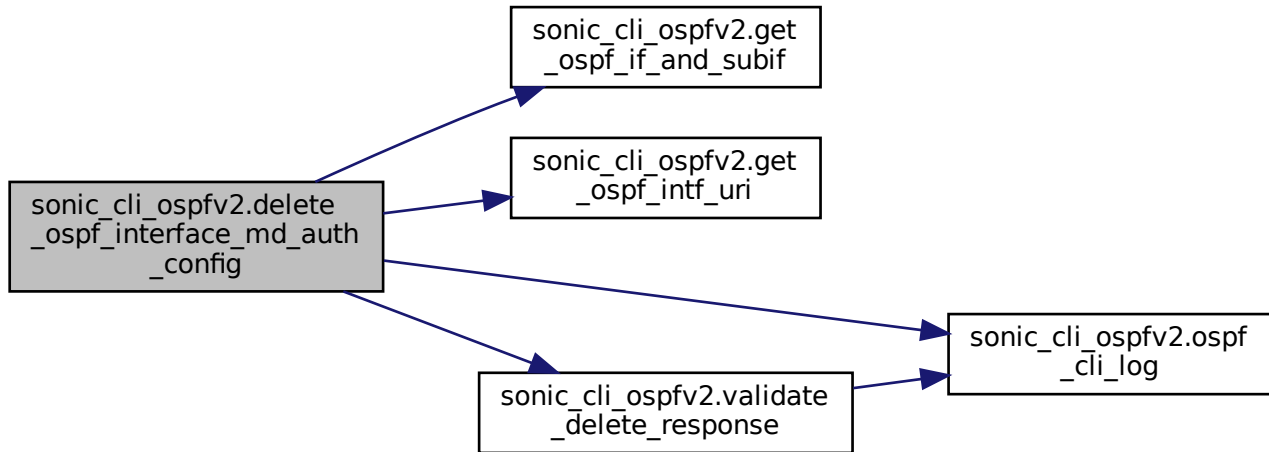 sonic_cli_ospfv2.get
_ospf_if_and_subif
sonic_cli_ospfv2.get
_ospf_intf_uri
sonic_cli_ospfv2.delete
_ospf_interface_md_auth
_config
sonic_cli_ospfv2.ospf
_cli_log
sonic_cli_ospfv2.validate
_delete_response